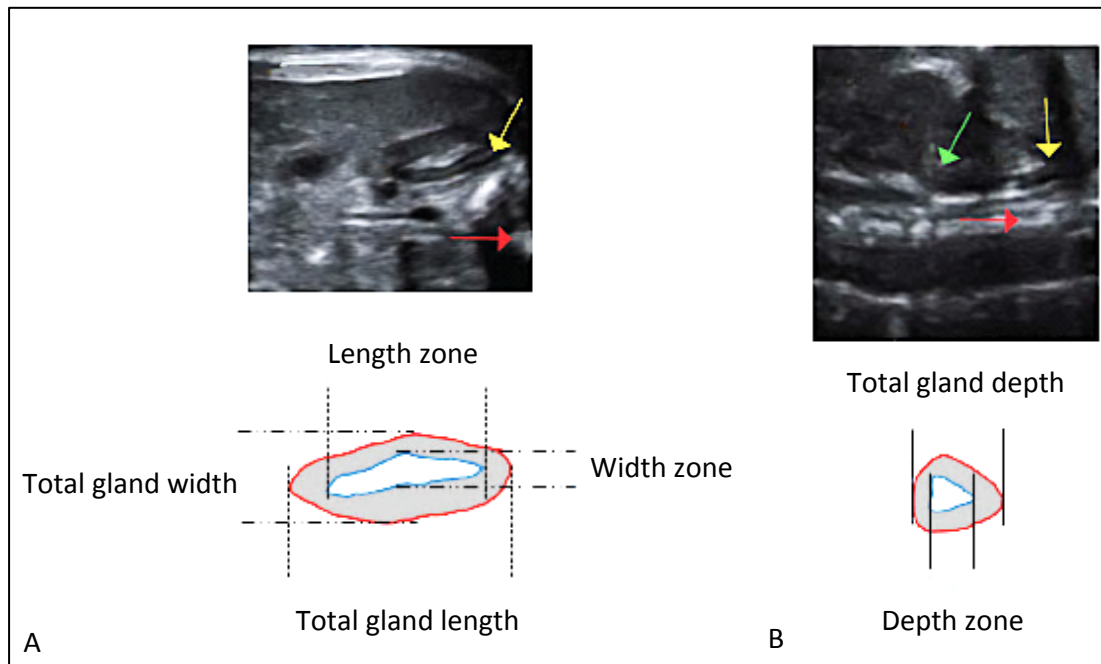 Length zone
Total gland depth
Total gland width
Width zone
Total gland length
Depth zone
A
B